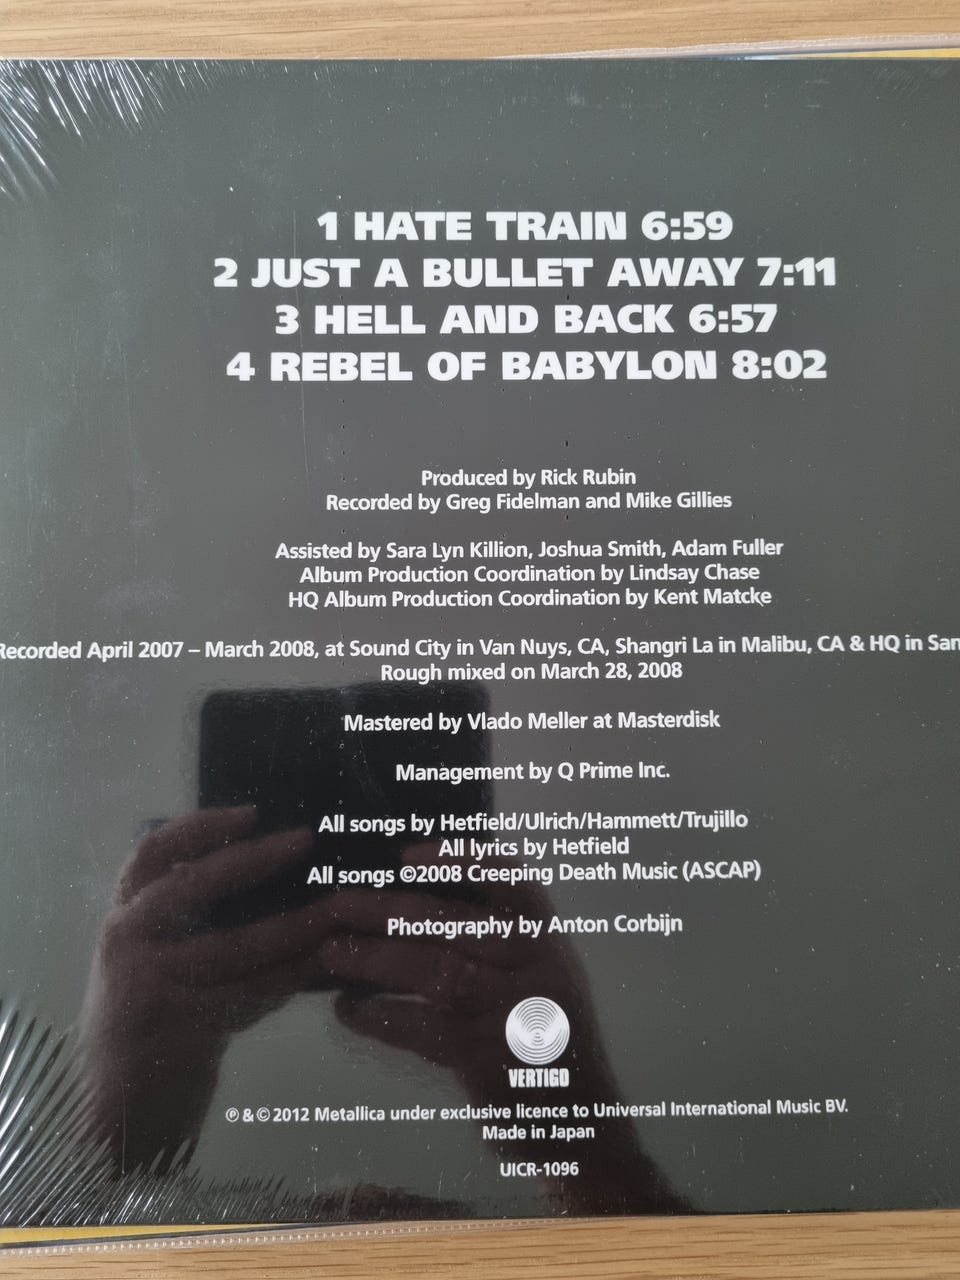 1 HATE TRAIN 6:59
2 JUST A BULLET AWAY 7:11
3 HELL AND BACK 6:57
4 REBEL OF BABYLON 8:02
Produced by Rick Rubin
Recorded by Greg Fidelman and Mike Gillies
Assisted by Sara Lyn Killion, Joshua Smith, Adam Fuller
Album Production Coordination by Lindsay Chase
HQ Album Production Coordination by Kent Matcke
Recorded April 2007 – March 2008, at Sound City in Van Nuys, CA, Shangri La in Malibu, CA & HQ in San
Rough mixed on March 28, 2008
Mastered by Vlado Meller at Masterdisk
Management by Q Prime Inc.
All songs by Hetfield/Ulrich/Hammett/Trujillo
All lyrics by Hetfield
All songs ©2008 Creeping Death Music (ASCAP)
Photography by Anton Corbijn
VERTIGO
℗ & © 2012 Metallica under exclusive licence to Universal International Music BV.
Made in Japan
UICR-1096